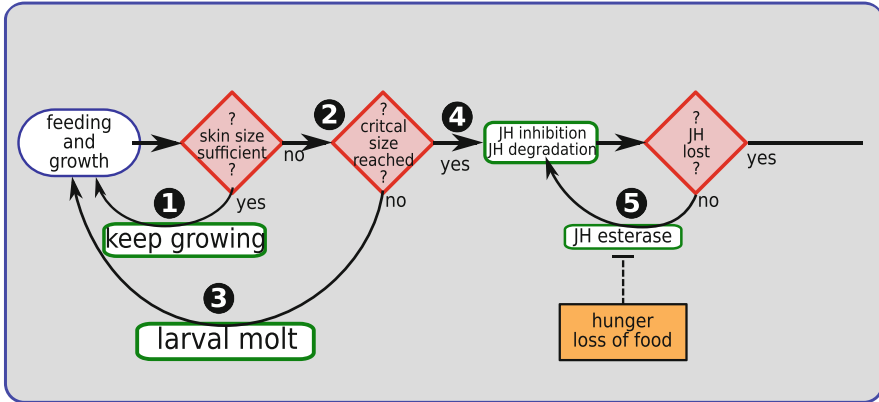 feeding
and
growth
?
skin size
sufficient
?
no
yes
1
keep growing
2
?
critcal
size
reached
?
no
3
larval molt
4
yes
JH inhibition
JH degradation
?
JH
lost
?
yes
no
5
JH esterase
hunger
loss of food